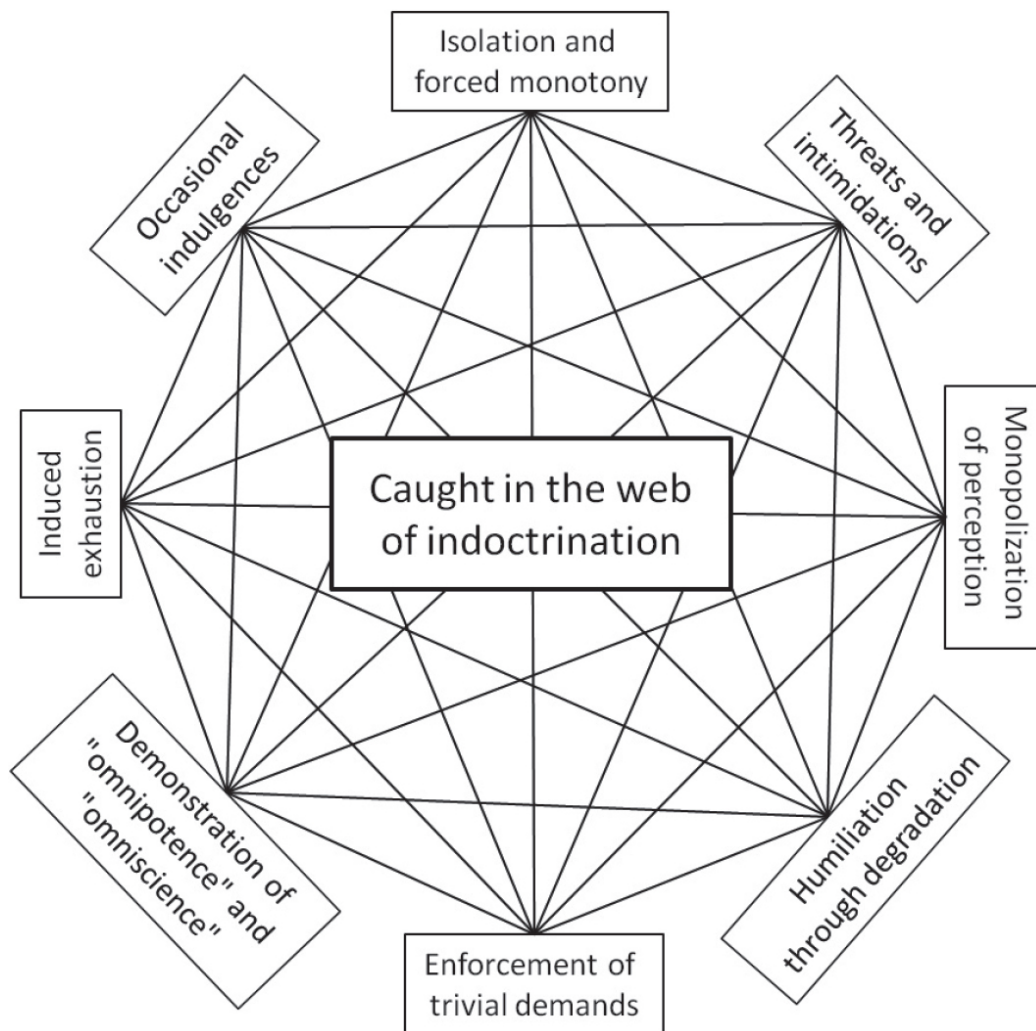 Isolation and
forced monotony
Threats and
intimidations
Monopolization
of perception
Humiliation
through degradation
Enforcement of
trivial demands
Demonstration of
"omnipotence" and
"omniscience"
Induced
exhaustion
Occasional
indulgences
Caught in the web
of indoctrination